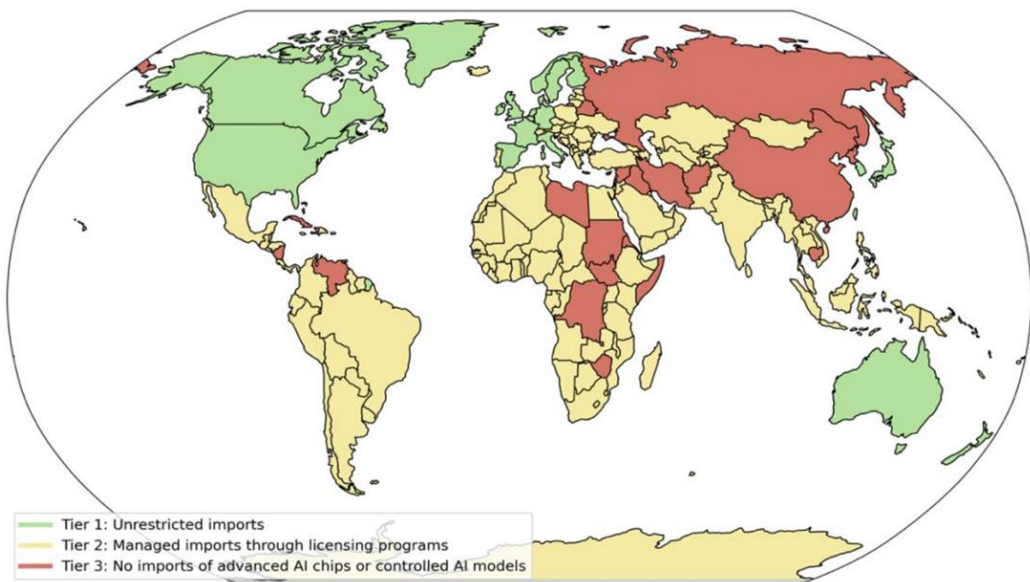 Tier 1: Unrestricted imports
Tier 2: Managed imports through licensing programs
Tier 3: No imports of advanced AI chips or controlled AI models